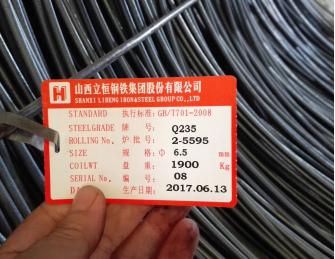 山西立恒钢铁集团股份有限公司
SHANXI LIHENG IRON&STEEL GROUP CO.,LTD
STANDARD 执行标准: GB/T701-2008
STEELGRADE 牌 号: Q235
ROLLING No. 炉 批 号: 2-5595
SIZE 规 格: Φ 6.5 mm
COILWT 盘 重: 1900 Kg
SERIAL No. 编 号: 08
生产日期: 2017.06.13